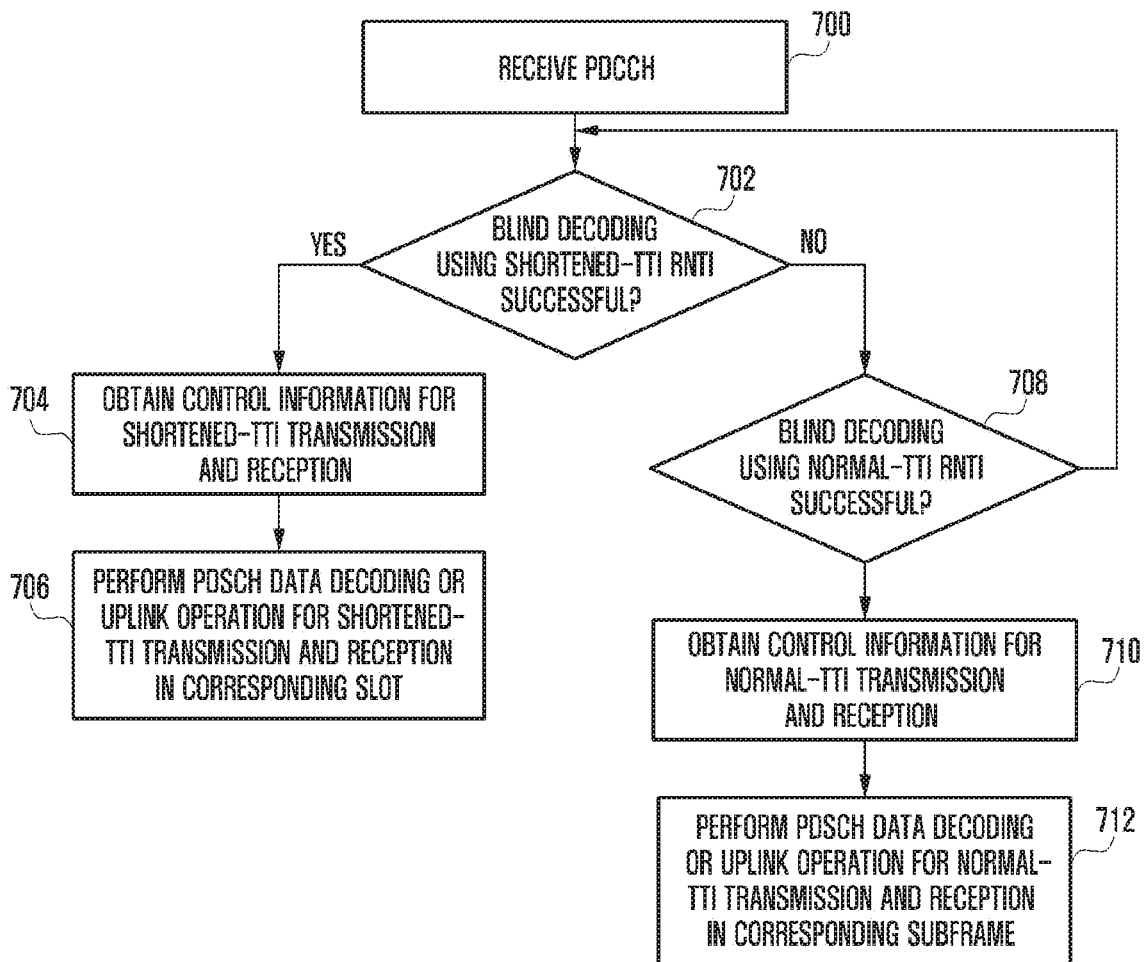 700
RECEIVE PDCCH
702
BLIND DECODING
USING SHORTENED-TTI RNTI
SUCCESSFUL?
YES
NO
704
OBTAIN CONTROL INFORMATION FOR
SHORTENED-TTI TRANSMISSION
AND RECEPTION
708
BLIND DECODING
USING NORMAL-TTI RNTI
SUCCESSFUL?
706
PERFORM PDSCH DATA DECODING OR
UPLINK OPERATION FOR SHORTENED-
TTI TRANSMISSION AND RECEPTION
IN CORRESPONDING SLOT
710
OBTAIN CONTROL INFORMATION FOR
NORMAL-TTI TRANSMISSION
AND RECEPTION
712
PERFORM PDSCH DATA DECODING
OR UPLINK OPERATION FOR NORMAL-
TTI TRANSMISSION AND RECEPTION
IN CORRESPONDING SUBFRAME